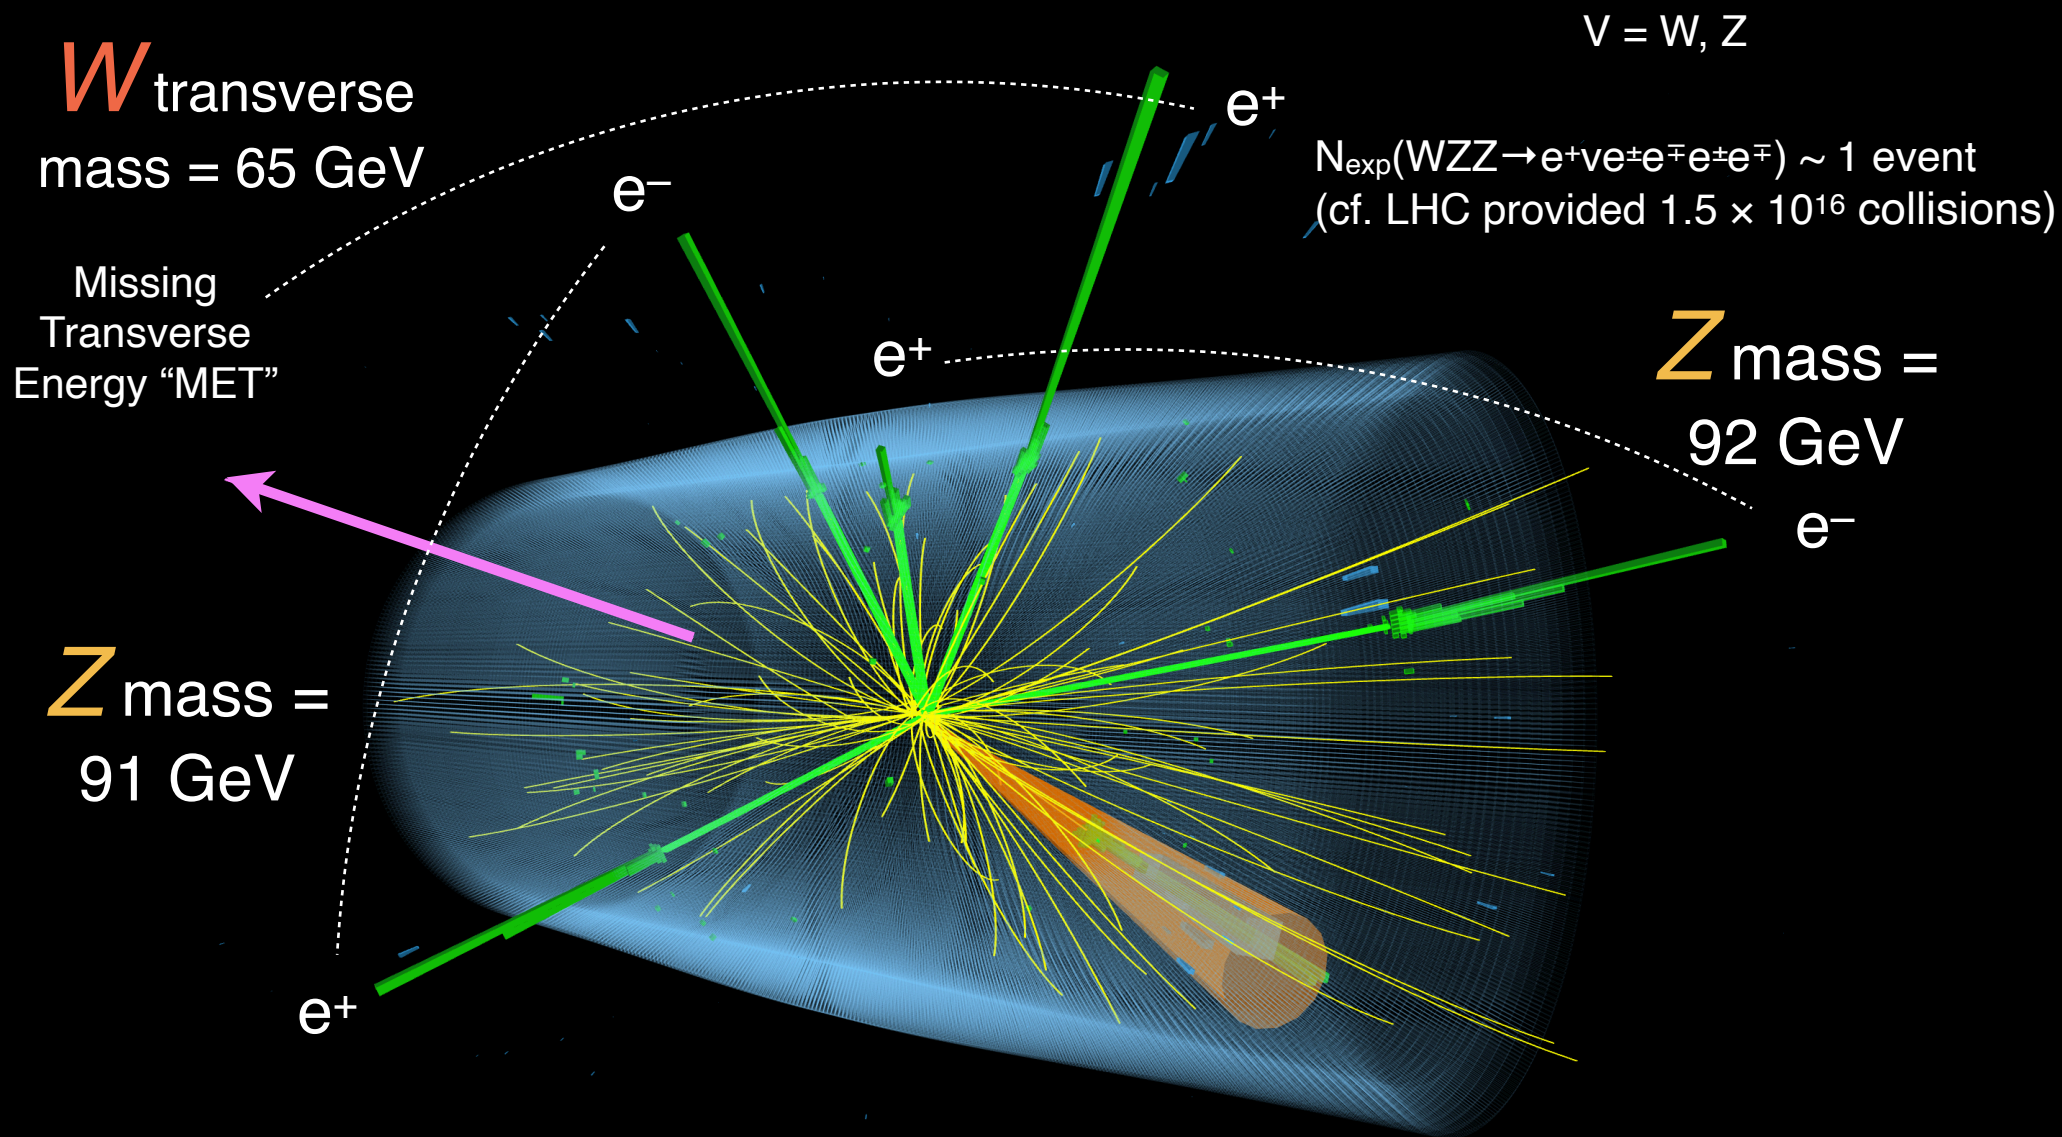 V = W, Z
W transverse
mass = 65 GeV
e⁺
e⁻
N_exp(WZZ→e⁺νe±e∓e±e∓) ~ 1 event
(cf. LHC provided 1.5 × 10¹⁶ collisions)
Missing
Transverse
Energy “MET”
e⁺
Z mass =
92 GeV
e⁻
Z mass =
91 GeV
e⁺